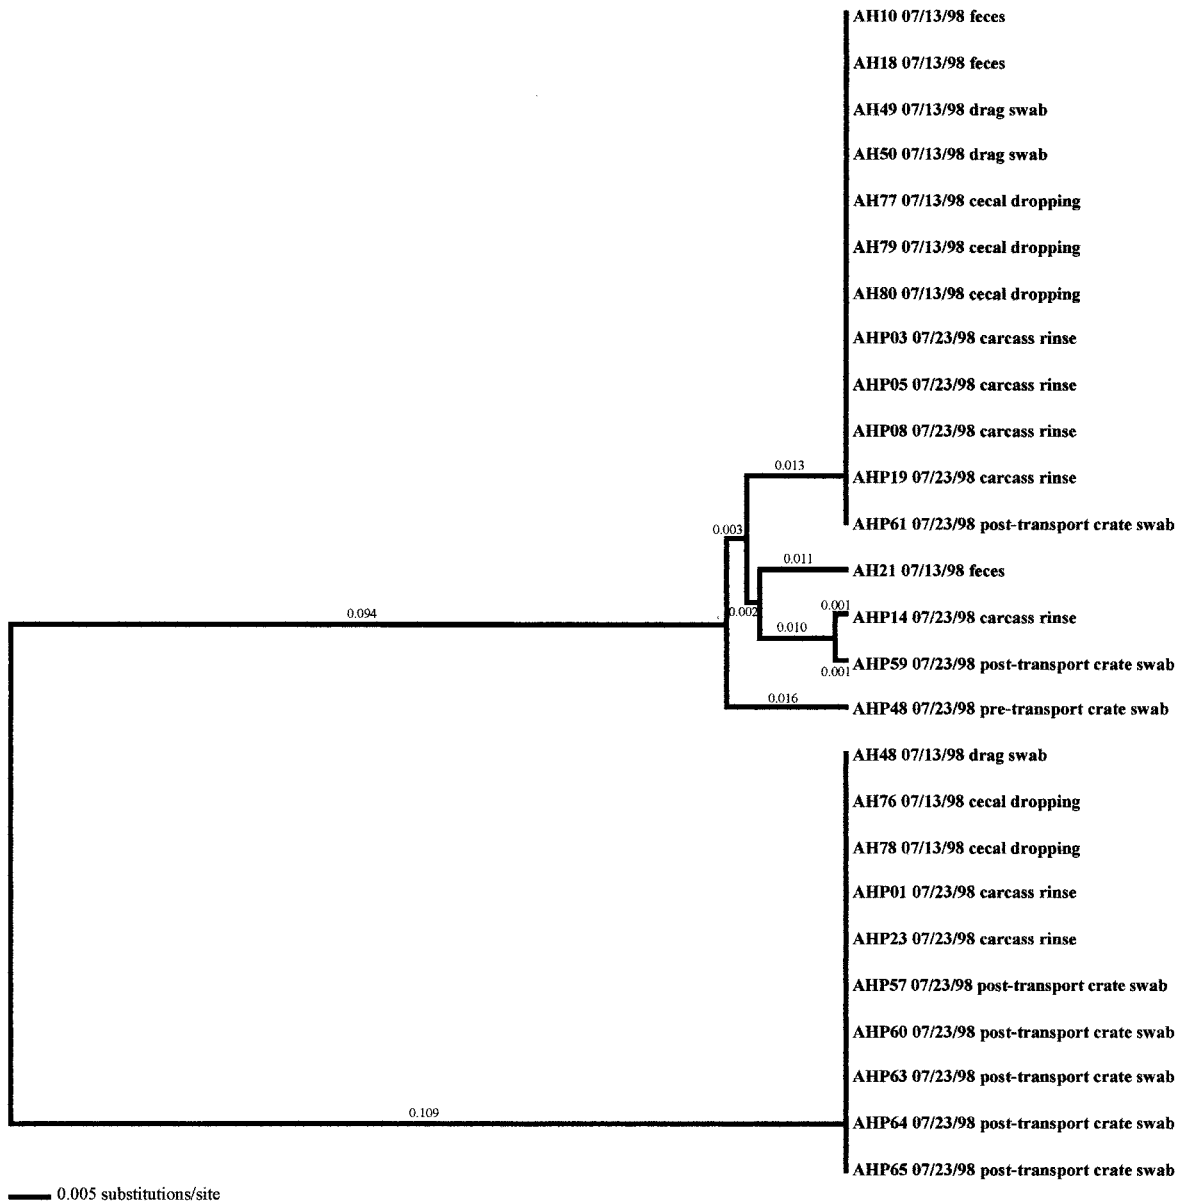 AH10 07/13/98 feces
AH18 07/13/98 feces
AH49 07/13/98 drag swab
AH50 07/13/98 drag swab
AH77 07/13/98 cecal dropping
AH79 07/13/98 cecal dropping
AH80 07/13/98 cecal dropping
AHP03 07/23/98 carcass rinse
AHP05 07/23/98 carcass rinse
AHP08 07/23/98 carcass rinse
0.013
AHP19 07/23/98 carcass rinse
AHP61 07/23/98 post-transport crate swab
0.003
0.011
AH21 07/13/98 feces
0.001
0.002
AHP14 07/23/98 carcass rinse
0.094
0.010
AHP59 07/23/98 post-transport crate swab
0.001
0.016
AHP48 07/23/98 pre-transport crate swab
AH48 07/13/98 drag swab
AH76 07/13/98 cecal dropping
AH78 07/13/98 cecal dropping
AHP01 07/23/98 carcass rinse
AHP23 07/23/98 carcass rinse
AHP57 07/23/98 post-transport crate swab
AHP60 07/23/98 post-transport crate swab
AHP63 07/23/98 post-transport crate swab
0.109
AHP64 07/23/98 post-transport crate swab
AHP65 07/23/98 post-transport crate swab
0.005 substitutions/site